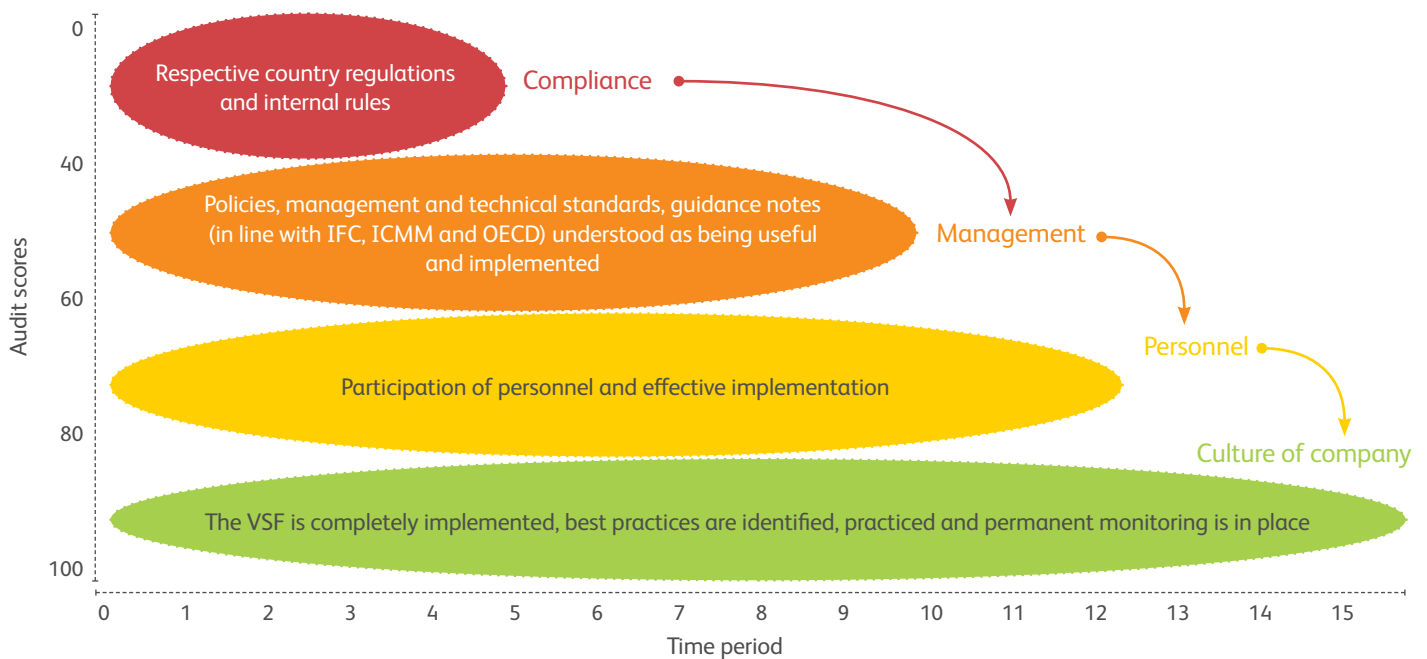 0
Respective country regulations
and internal rules
Compliance
40
Policies, management and technical standards, guidance notes
(in line with IFC, ICMM and OECD) understood as being useful
and implemented
Management
Audit scores
60
Personnel
Participation of personnel and effective implementation
80
Culture of company
The VSF is completely implemented, best practices are identified, practiced and permanent monitoring is in place
100
0 1 2 3 4 5 6 7 8 9 10 11 12 13 14 15
Time period